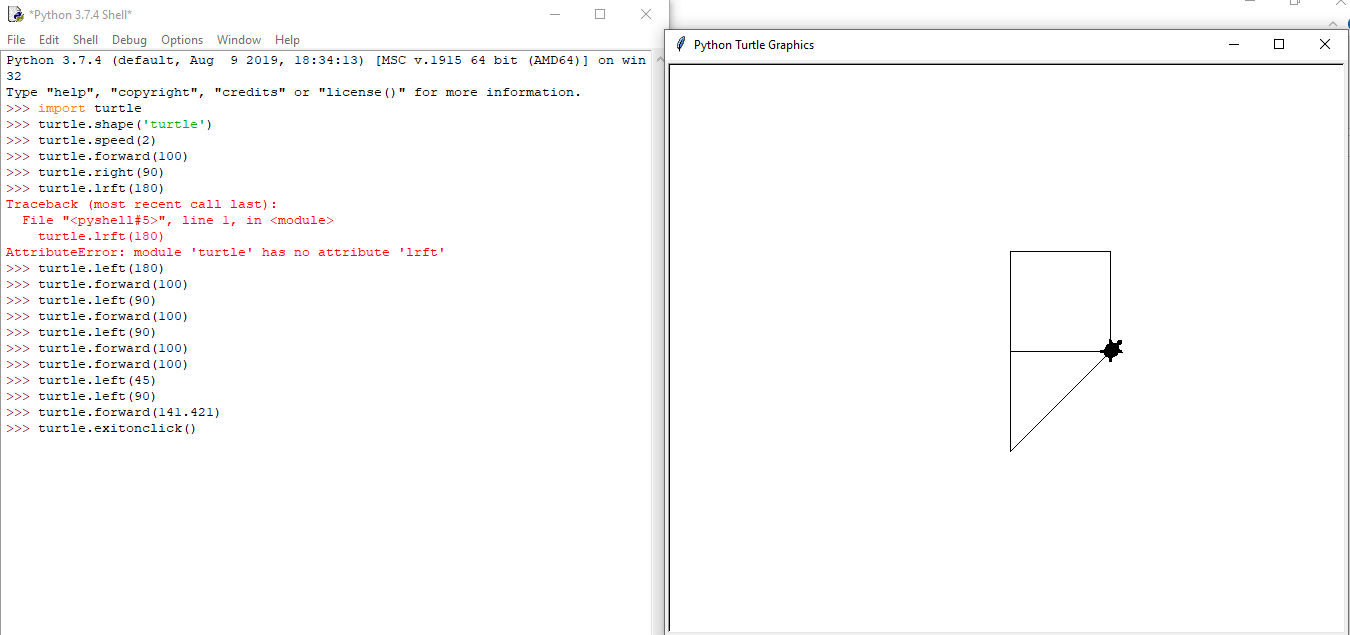 *Python 3.7.4 Shell*
File Edit Shell Debug Options Window Help
Python 3.7.4 (default, Aug  9 2019, 18:34:13) [MSC v.1915 64 bit (AMD64)] on win
32
Type "help", "copyright", "credits" or "license()" for more information.
>>> import turtle
>>> turtle.shape('turtle')
>>> turtle.speed(2)
>>> turtle.forward(100)
>>> turtle.right(90)
>>> turtle.lrft(180)
Traceback (most recent call last):
  File "<pyshell#5>", line 1, in <module>
    turtle.lrft(180)
AttributeError: module 'turtle' has no attribute 'lrft'
>>> turtle.left(180)
>>> turtle.forward(100)
>>> turtle.left(90)
>>> turtle.forward(100)
>>> turtle.left(90)
>>> turtle.forward(100)
>>> turtle.forward(100)
>>> turtle.left(45)
>>> turtle.left(90)
>>> turtle.forward(141.421)
>>> turtle.exitonclick()
Python Turtle Graphics